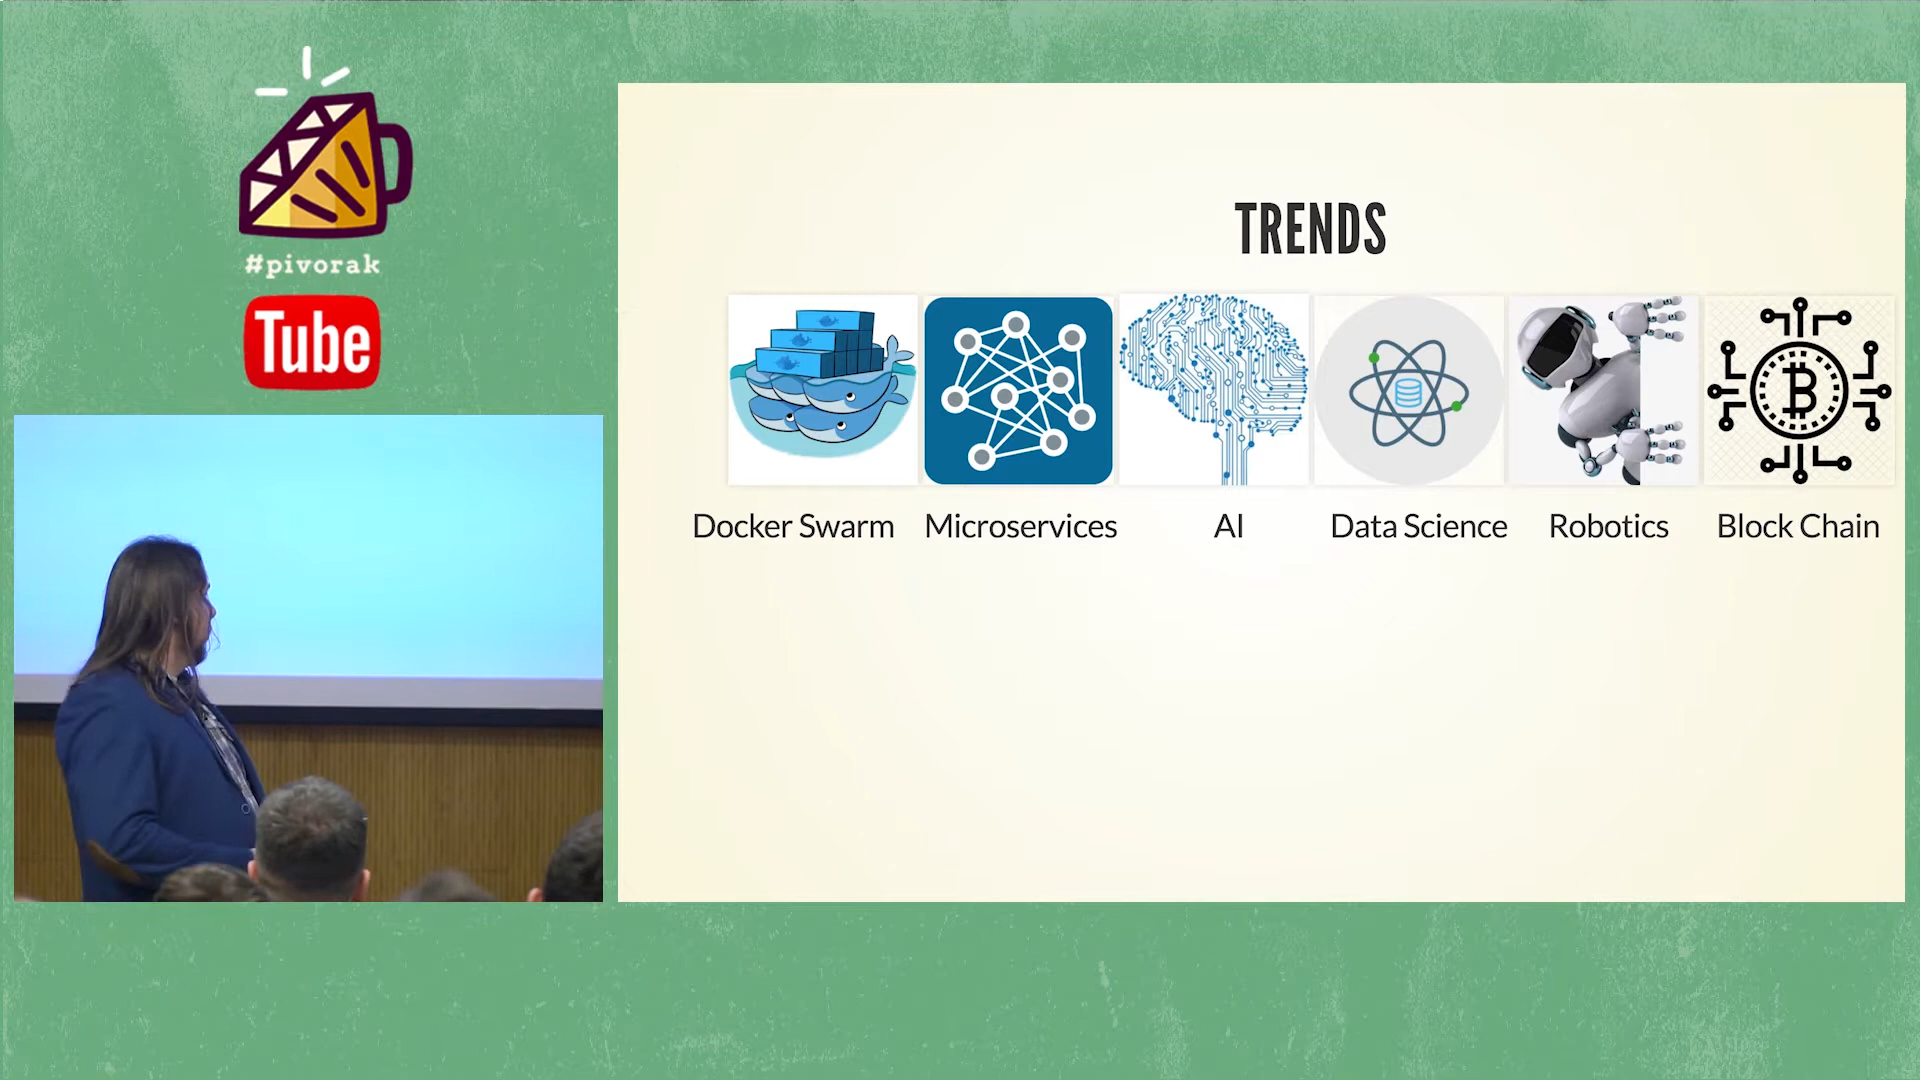 #pivorak
Tube
TRENDS
Docker Swarm
Microservices
AI
Data Science
Robotics
Block Chain